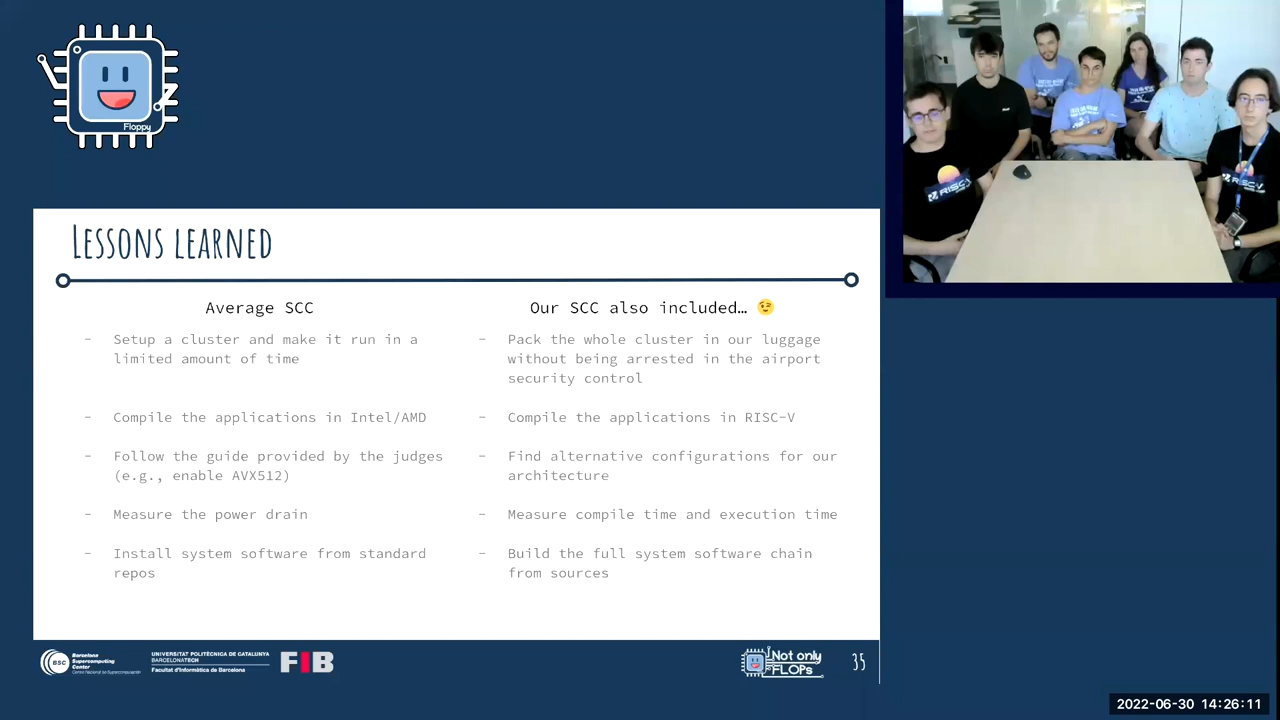 Floppy
LESSONS LEARNED
Average SCC
- Setup a cluster and make it run in a
limited amount of time
- Compile the applications in Intel/AMD
- Follow the guide provided by the judges
(e.g., enable AVX512)
- Measure the power drain
- Install system software from standard
repos
Our SCC also included… 😉
- Pack the whole cluster in our luggage
without being arrested in the airport
security control
- Compile the applications in RISC-V
- Find alternative configurations for our
architecture
- Measure compile time and execution time
- Build the full system software chain
from sources
BSC
Barcelona
Supercomputing
Center
Centro Nacional de Supercomputación
UNIVERSITAT POLITÈCNICA DE CATALUNYA
BARCELONATECH
Facultat d'Informàtica de Barcelona
FIB
Not only
FLOPs
35
RISC-V
RISC-V
2022-06-30 14:26:11